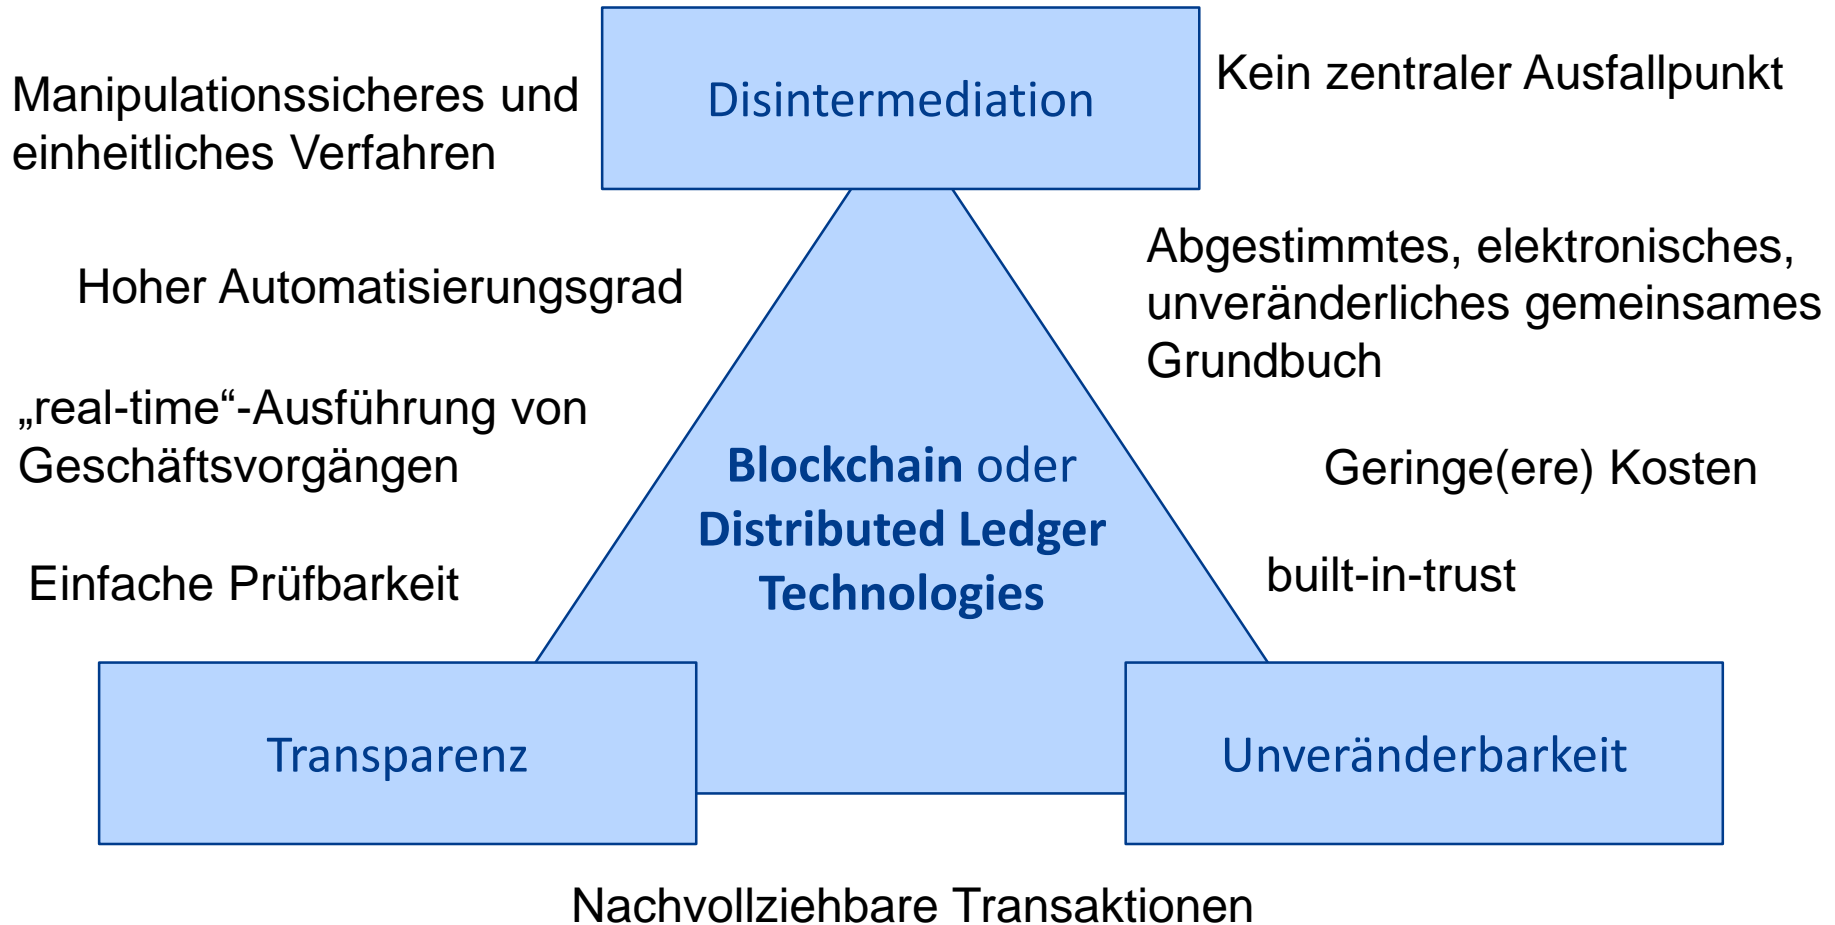 Disintermediation
Kein zentraler Ausfallpunkt
Manipulationssicheres und
einheitliches Verfahren
Abgestimmtes, elektronisches,
unveränderliches gemeinsames
Grundbuch
Hoher Automatisierungsgrad
„real-time“-Ausführung von
Geschäftsvorgängen
Blockchain oder
Distributed Ledger
Technologies
Geringe(ere) Kosten
Einfache Prüfbarkeit
built-in-trust
Transparenz
Unveränderbarkeit
Nachvollziehbare Transaktionen